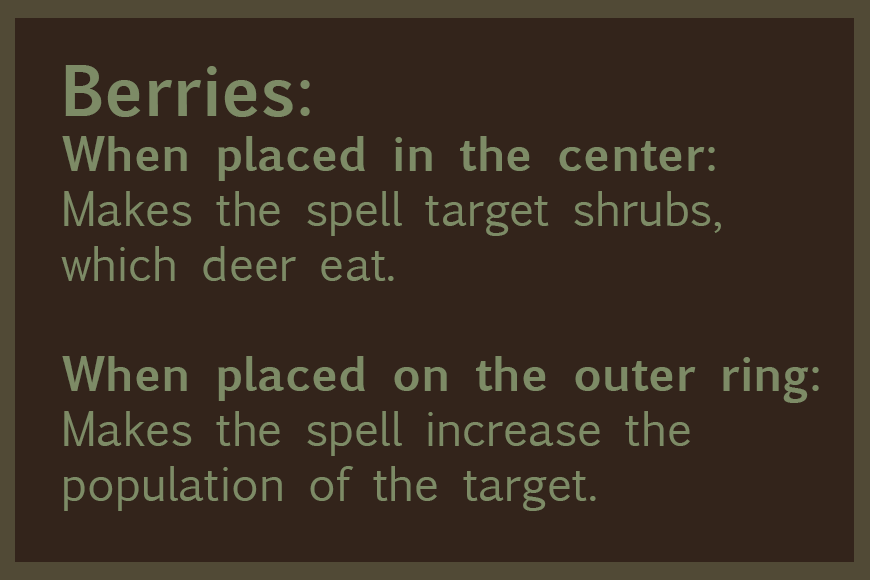 Berries:
When placed in the center:
Makes the spell target shrubs,
which deer eat.
When placed on the outer ring:
Makes the spell increase the
population of the target.